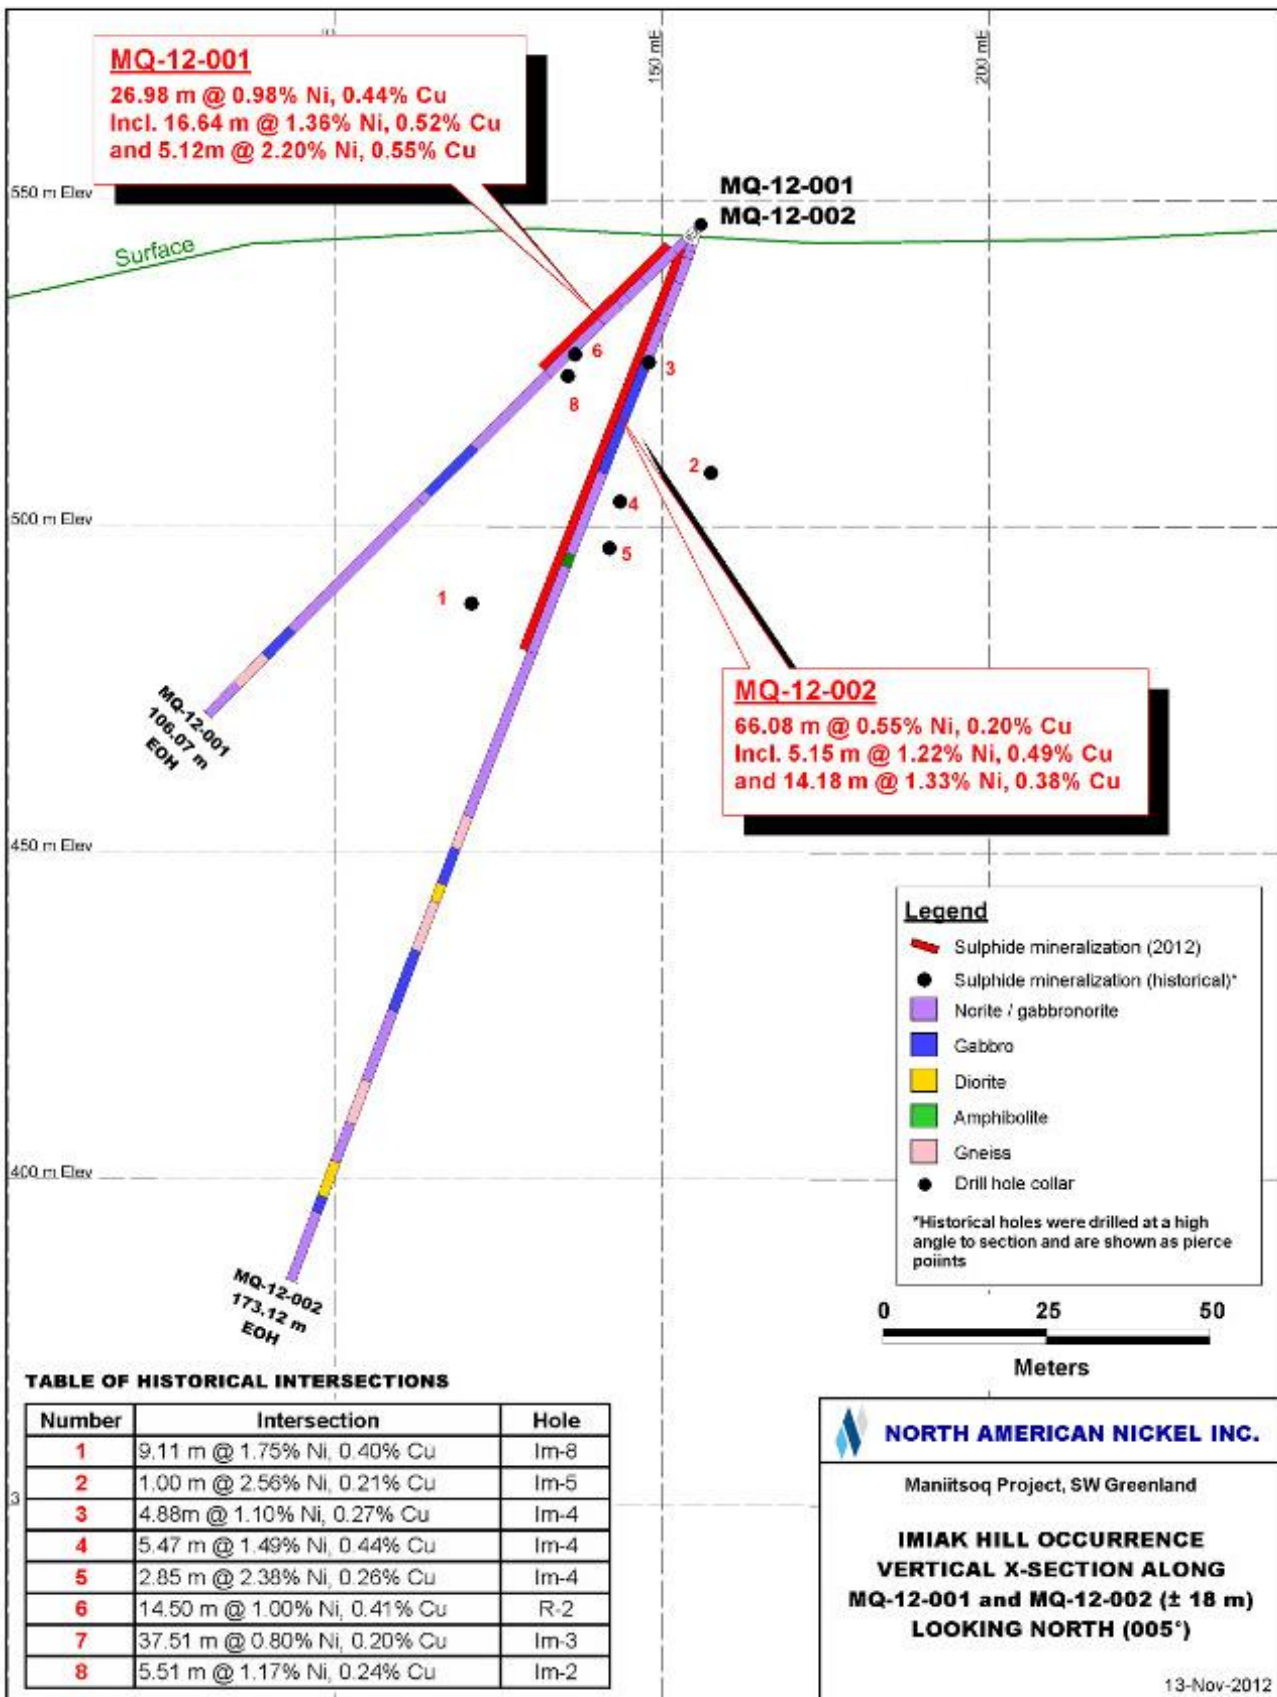 MQ-12-001
26.98 m @ 0.98% Ni, 0.44% Cu
Incl. 16.64 m @ 1.36% Ni, 0.52% Cu
and 5.12m @ 2.20% Ni, 0.55% Cu
150 mE
200 mE
550 m Elev
MQ-12-001
MQ-12-002
Surface
6
3
8
2
500 m Elev
4
5
1
MQ-12-001
106.07 m
EOH
MQ-12-002
66.08 m @ 0.55% Ni, 0.20% Cu
Incl. 5.15 m @ 1.22% Ni, 0.49% Cu
and 14.18 m @ 1.33% Ni, 0.38% Cu
450 m Elev
Legend
Sulphide mineralization (2012)
Sulphide mineralization (historical)*
Norite / gabbronorite
Gabbro
Diorite
Amphibolite
Gneiss
Drill hole collar
*Historical holes were drilled at a high
angle to section and are shown as pierce
poiints
400 m Elev
MQ-12-002
173.12 m
EOH
0 25 50
Meters
TABLE OF HISTORICAL INTERSECTIONS
Number Intersection Hole
1 9.11 m @ 1.75% Ni, 0.40% Cu Im-8
2 1.00 m @ 2.56% Ni, 0.21% Cu Im-5
3 4.88m @ 1.10% Ni, 0.27% Cu Im-4
4 5.47 m @ 1.49% Ni, 0.44% Cu Im-4
5 2.85 m @ 2.38% Ni, 0.26% Cu Im-4
6 14.50 m @ 1.00% Ni, 0.41% Cu R-2
7 37.51 m @ 0.80% Ni, 0.20% Cu Im-3
8 5.51 m @ 1.17% Ni, 0.24% Cu Im-2
NORTH AMERICAN NICKEL INC.
Maniitsoq Project, SW Greenland
IMIAK HILL OCCURRENCE
VERTICAL X-SECTION ALONG
MQ-12-001 and MQ-12-002 (± 18 m)
LOOKING NORTH (005°)
13-Nov-2012